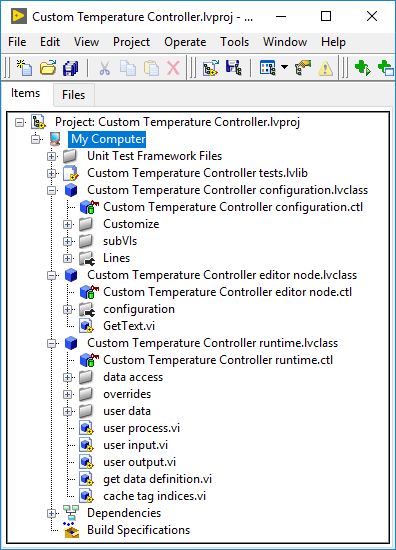 Custom Temperature Controller.lvproj - ...
File Edit View Project Operate Tools Window Help
Items Files
Project: Custom Temperature Controller.lvproj
My Computer
Unit Test Framework Files
Custom Temperature Controller tests.lvlib
Custom Temperature Controller configuration.lvclass
Custom Temperature Controller configuration.ctl
Customize
subVIs
Lines
Custom Temperature Controller editor node.lvclass
Custom Temperature Controller editor node.ctl
configuration
GetText.vi
Custom Temperature Controller runtime.lvclass
Custom Temperature Controller runtime.ctl
data access
overrides
user data
user process.vi
user input.vi
user output.vi
get data definition.vi
cache tag indices.vi
Dependencies
Build Specifications